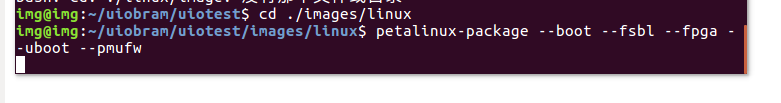 img@img:~/uiobram/uiotest$ cd ./images/linux
img@img:~/uiobram/uiotest/images/linux$ petalinux-package --boot --fsbl --fpga -
-uboot --pmufw